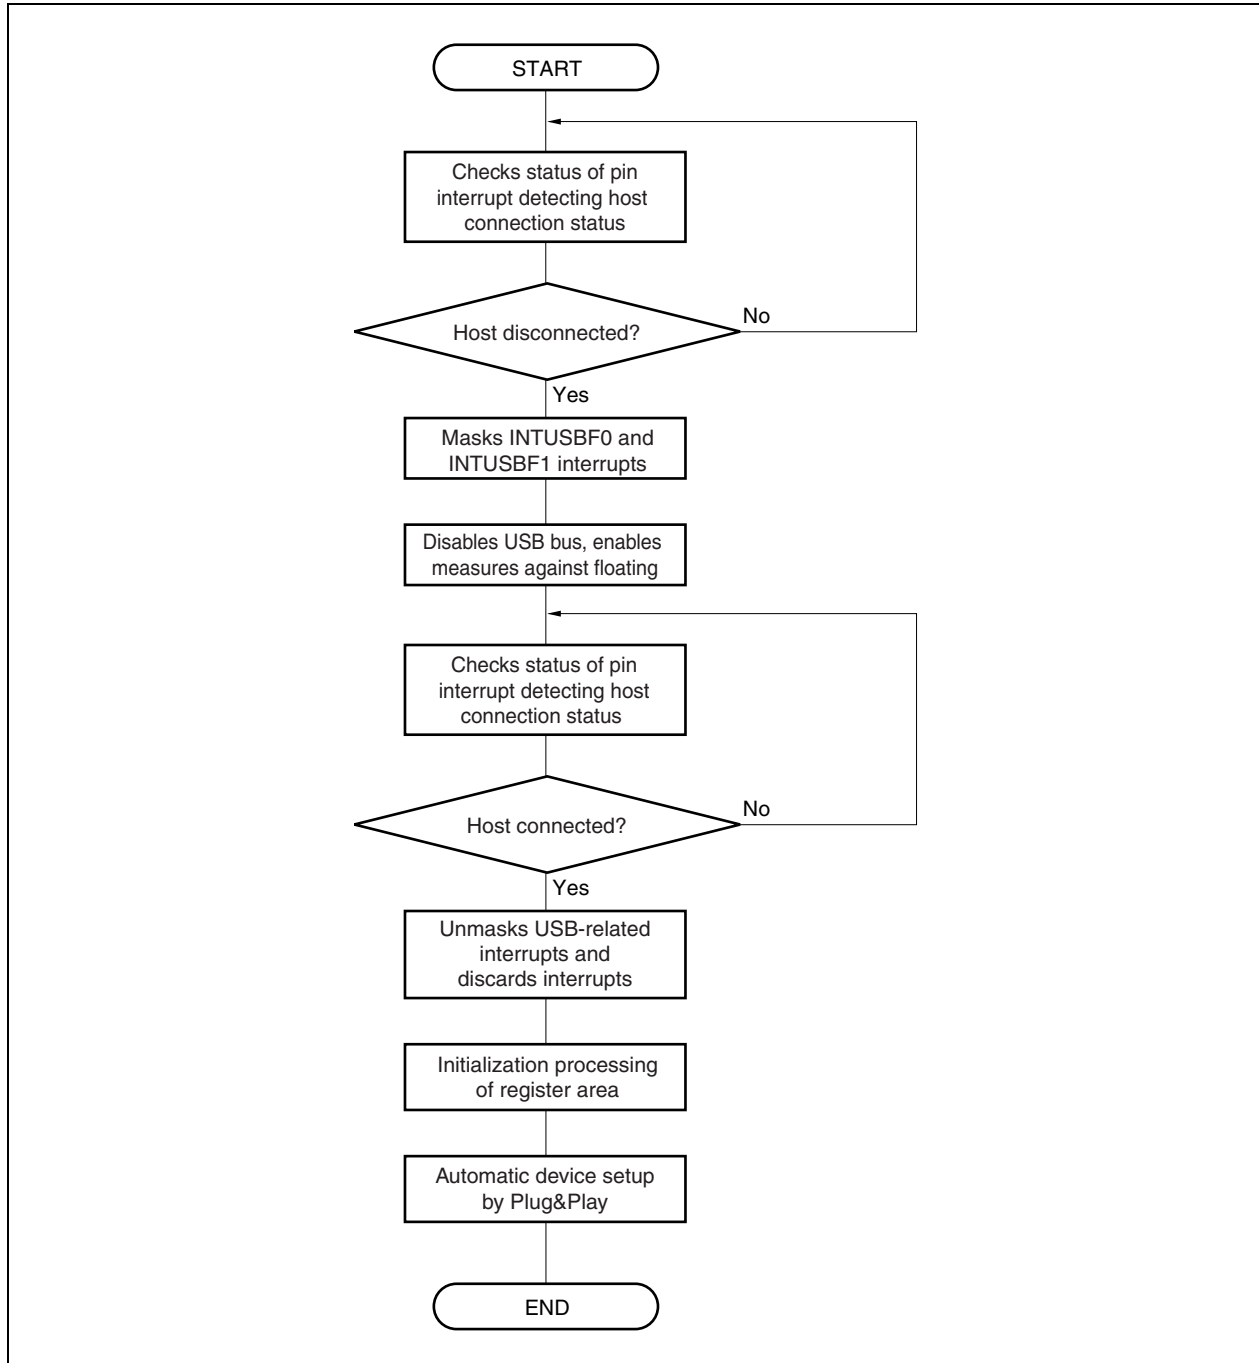 START
Checks status of pin
interrupt detecting host
connection status
Host disconnected?
No
Yes
Masks INTUSBF0 and
INTUSBF1 interrupts
Disables USB bus, enables
measures against floating
Checks status of pin
interrupt detecting host
connection status
Host connected?
No
Yes
Unmasks USB-related
interrupts and
discards interrupts
Initialization processing
of register area
Automatic device setup
by Plug&Play
END